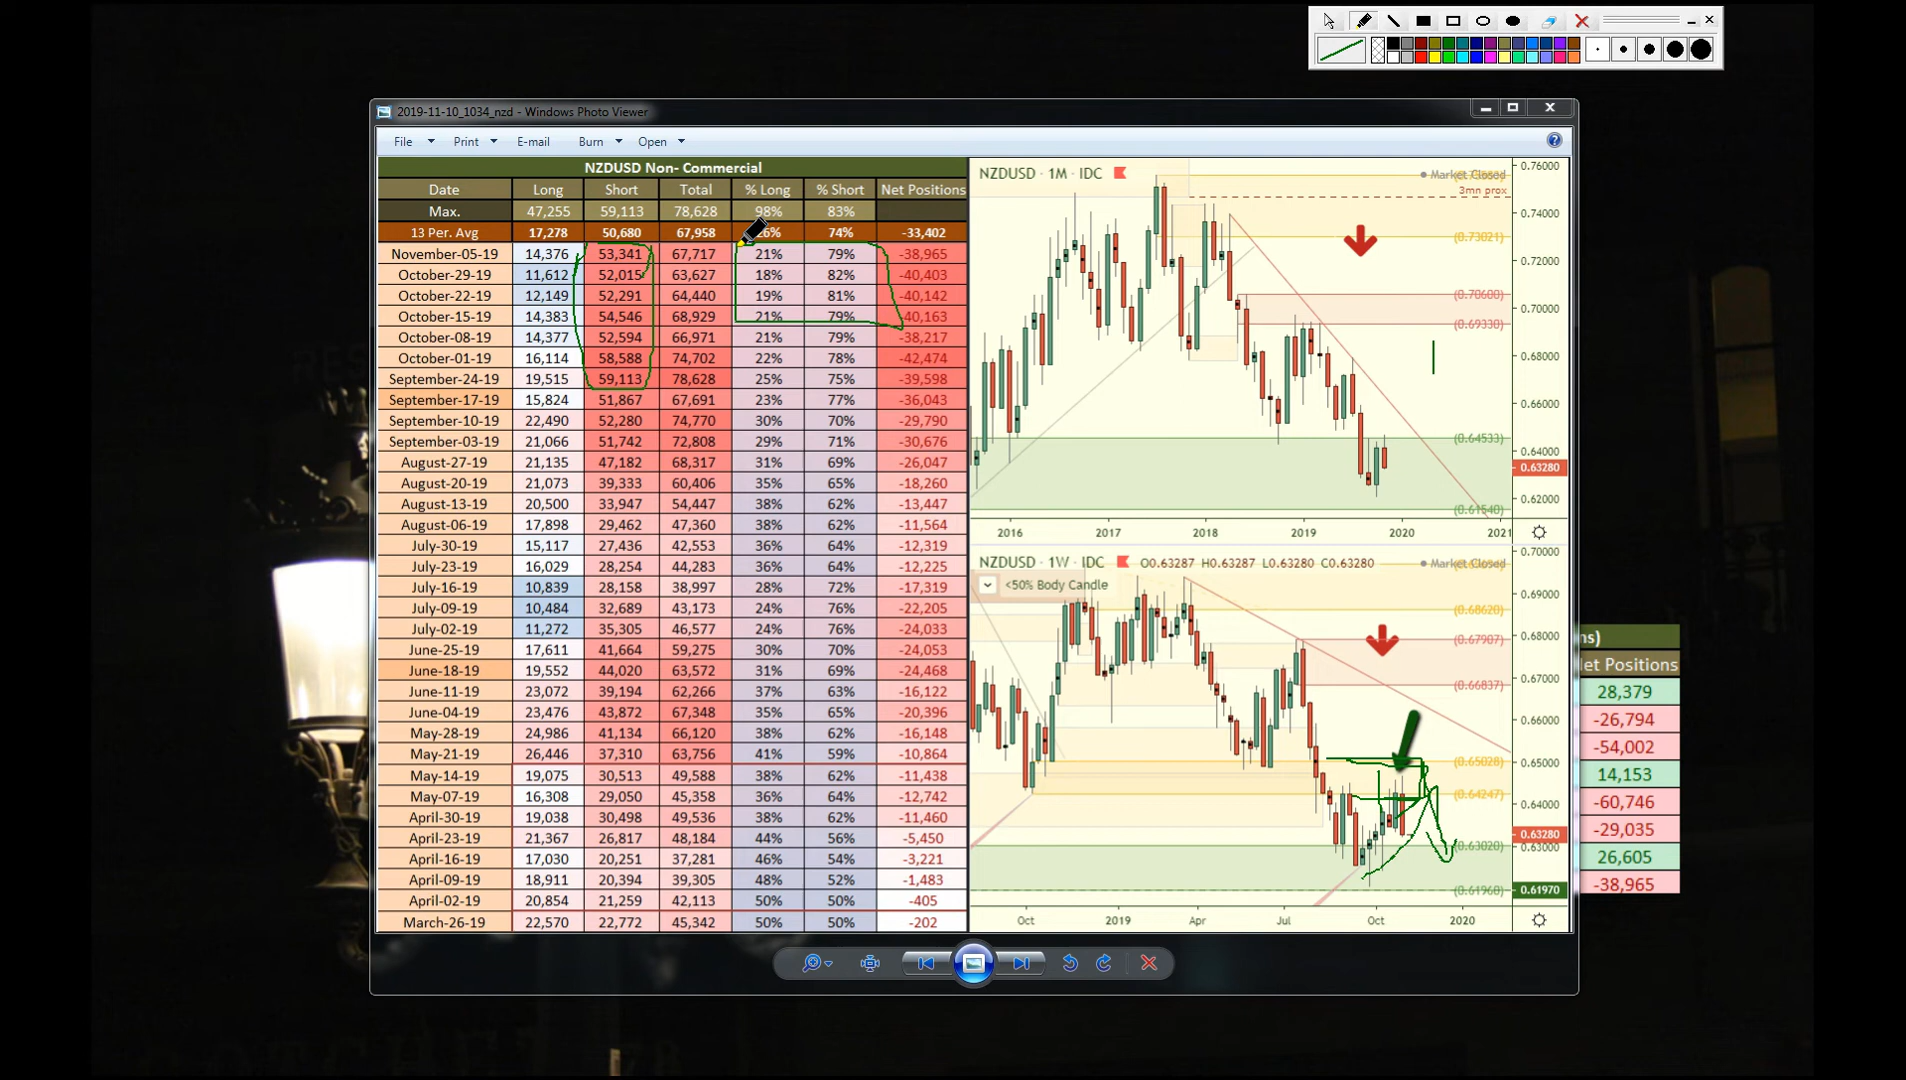 2019-11-10_1034_nzd - Windows Photo Viewer
File Print E-mail Burn Open
NZDUSD Non- Commercial
Date Long Short Total % Long % Short Net Positions
Max. 47,255 59,113 78,628 98% 83%
13 Per. Avg 17,278 50,680 67,958 26% 74% -33,402
November-05-19 14,376 53,341 67,717 21% 79% -38,965
October-29-19 11,612 52,015 63,627 18% 82% -40,403
October-22-19 12,149 52,291 64,440 19% 81% -40,142
October-15-19 14,383 54,546 68,929 21% 79% -40,163
October-08-19 14,377 52,594 66,971 21% 79% -38,217
October-01-19 16,114 58,588 74,702 22% 78% -42,474
September-24-19 19,515 59,113 78,628 25% 75% -39,598
September-17-19 15,824 51,867 67,691 23% 77% -36,043
September-10-19 22,490 52,280 74,770 30% 70% -29,790
September-03-19 21,066 51,742 72,808 29% 71% -30,676
August-27-19 21,135 47,182 68,317 31% 69% -26,047
August-20-19 21,073 39,333 60,406 35% 65% -18,260
August-13-19 20,500 33,947 54,447 38% 62% -13,447
August-06-19 17,898 29,462 47,360 38% 62% -11,564
July-30-19 15,117 27,436 42,553 36% 64% -12,319
July-23-19 16,029 28,254 44,283 36% 64% -12,225
July-16-19 10,839 28,158 38,997 28% 72% -17,319
July-09-19 10,484 32,689 43,173 24% 76% -22,205
July-02-19 11,272 35,305 46,577 24% 76% -24,033
June-25-19 17,611 41,664 59,275 30% 70% -24,053
June-18-19 19,552 44,020 63,572 31% 69% -24,468
June-11-19 23,072 39,194 62,266 37% 63% -16,122
June-04-19 23,476 43,872 67,348 35% 65% -20,396
May-28-19 24,986 41,134 66,120 38% 62% -16,148
May-21-19 26,446 37,310 63,756 41% 59% -10,864
May-14-19 19,075 30,513 49,588 38% 62% -11,438
May-07-19 16,308 29,050 45,358 36% 64% -12,742
April-30-19 19,038 30,498 49,536 38% 62% -11,460
April-23-19 21,367 26,817 48,184 44% 56% -5,450
April-16-19 17,030 20,251 37,281 46% 54% -3,221
April-09-19 18,911 20,394 39,305 48% 52% -1,483
April-02-19 20,854 21,259 42,113 50% 50% -405
March-26-19 22,570 22,772 45,342 50% 50% -202
NZDUSD · 1M · IDC
Market Closed
3mn prox
(0.73021)
(0.70600)
(0.69330)
(0.64533)
(0.61540)
0.76000
0.74000
0.72000
0.70000
0.68000
0.66000
0.64000
0.63280
0.62000
2016 2017 2018 2019 2020 2021
NZDUSD · 1W · IDC O0.63287 H0.63287 L0.63280 C0.63280
Market Closed
<50% Body Candle
(0.68620)
(0.67907)
(0.66837)
(0.65028)
(0.64247)
(0.63020)
(0.61960)
0.70000
0.69000
0.68000
0.67000
0.66000
0.65000
0.64000
0.63280
0.63000
0.61970
Oct 2019 Apr Jul Oct 2020
ns)
et Positions
28,379
-26,794
-54,002
14,153
-60,746
-29,035
26,605
-38,965